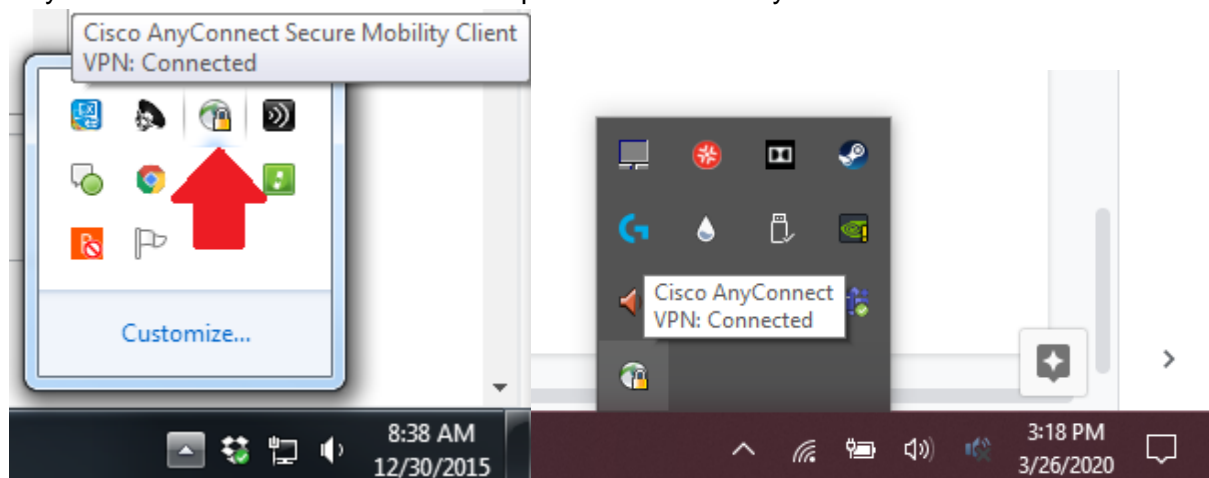 Cisco AnyConnect Secure Mobility Client
VPN: Connected
Customize...
8:38 AM
12/30/2015
Cisco AnyConnect
VPN: Connected
3:18 PM
3/26/2020